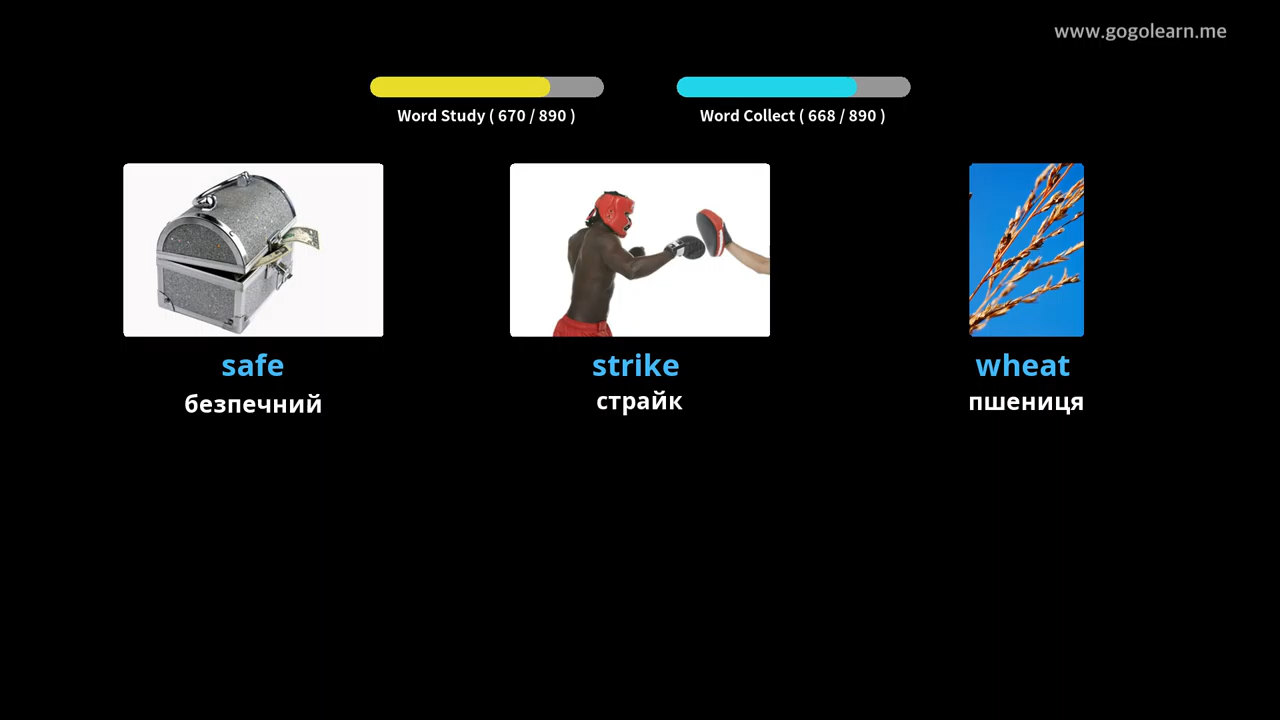 www.gogolearn.me
Word Study ( 670 / 890 )
Word Collect ( 668 / 890 )
safe
strike
wheat
безпечний
страйк
пшениця